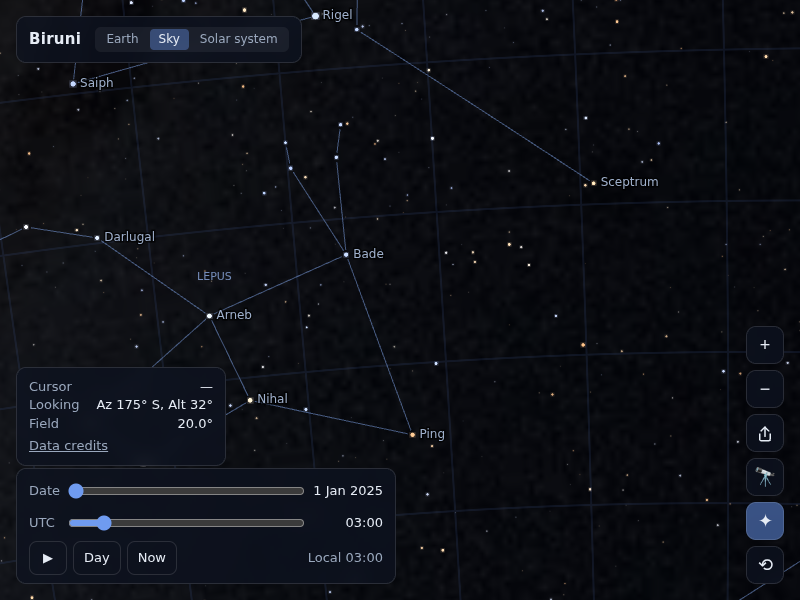 Rigel
Biruni Earth Sky Solar system
Saiph
Sceptrum
Darlugal
Bade
LEPUS
Arneb
Nihal
Ping
Cursor —
Looking Az 175° S, Alt 32°
Field 20.0°
Data credits
Date 1 Jan 2025
UTC 03:00
▶ Day Now Local 03:00
+
−